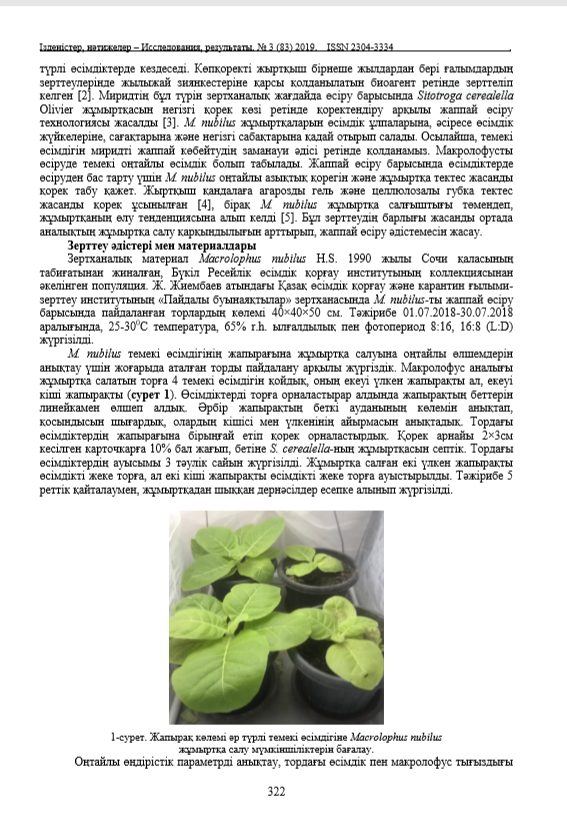 Ізденістер, нәтижелер – Исследования, результаты. № 3 (83) 2019. ISSN 2304-3334
түрлі өсімдіктерде кездеседі. Көпқоректі жыртқыш бірнеше жылдардан бері ғалымдардың
зерттеулерінде жылыжай зиянкестеріне қарсы қолданылатын биоагент ретінде зерттеліп
келген [2]. Миридтің бұл түрін зертханалық жағдайда өсіру барысында Sitotroga cerealella
Olivier жұмыртқасын негізгі қорек көзі ретінде қоректендіру арқылы жаппай өсіру
технологиясы жасалды [3]. M. nubilus жұмыртқаларын өсімдік ұлпаларына, әсіресе өсімдік
жүйкелеріне, сағақтарына және негізгі сабақтарына қадай отырып салады. Осылайша, темекі
өсімдігін миридті жаппай көбейтудің заманауи әдісі ретінде қолданамыз. Макролофусты
өсіруде темекі оңтайлы өсімдік болып табылады. Жаппай өсіру барысында өсімдіктерде
өсіруден бас тарту үшін M. nubilus оңтайлы азықтық қорегін және жұмыртқа тектес жасанды
қорек табу қажет. Жыртқыш қандалаға агарозды гель және целлюлозалы губка тектес
жасанды қорек ұсынылған [4], бірақ M. nubilus жұмыртқа салғыштығы төмендеп,
жұмыртқаның өлу тенденциясына алып келді [5]. Бұл зерттеудің барлығы жасанды ортада
аналықтың жұмыртқа салу қарқындылығын арттырып, жаппай өсіру әдістемесін жасау.
Зерттеу әдістері мен материалдары
Зертханалық материал Macrolophus nubilus H.S. 1990 жылы Сочи қаласының
табиғатынан жиналған, Бүкіл Ресейлік өсімдік қорғау институтының коллекциясынан
әкелінген популяция. Ж. Жиембаев атындағы Қазақ өсімдік қорғау және карантин ғылыми-
зерттеу институтының «Пайдалы буынаяқтылар» зертханасында M. nubilus-ты жаппай өсіру
барысында пайдаланған торлардың көлемі 40×40×50 см. Тәжірибе 01.07.2018-30.07.2018
аралығында, 25-30⁰С температура, 65% r.h. ылғалдылық пен фотопериод 8:16, 16:8 (L:D)
жүргізілді.
M. nubilus темекі өсімдігінің жапырағына жұмыртқа салуына оңтайлы өлшемдерін
анықтау үшін жоғарыда аталған торды пайдалану арқылы жүргіздік. Макролофус аналығы
жұмыртқа салатын торға 4 темекі өсімдігін қойдық, оның екеуі үлкен жапырақты ал, екеуі
кіші жапырақты (сурет 1). Өсімдіктерді торға орналастырар алдында жапырақтың беттерін
линейкамен өлшеп алдық. Әрбір жапырақтың беткі ауданының көлемін анықтап,
қосындысын шығардық, олардың кішісі мен үлкенінің айырмасын анықтадық. Тордағы
өсімдіктердің жапырағына бірыңғай етіп қорек орналастырдық. Қорек арнайы 2×3см
кесілген карточкарға 10% бал жағып, бетіне S. cerealella-ның жұмыртқасын септік. Тордағы
өсімдіктердің ауысымы 3 тәулік сайын жүргізілді. Жұмыртқа салған екі үлкен жапырақты
өсімдікті жеке торға, ал екі кіші жапырақты өсімдікті жеке торға ауыстырылды. Тәжірибе 5
реттік қайталаумен, жұмыртқадан шыққан дернәсілдер есепке алынып жүргізілді.
1-сурет. Жапырақ көлемі әр түрлі темекі өсімдігіне Macrolophus nubilus
жұмыртқа салу мүмкіншіліктерін бағалау.
Оңтайлы өндірістік параметрді анықтау, тордағы өсімдік пен макролофус тығыздығы
322